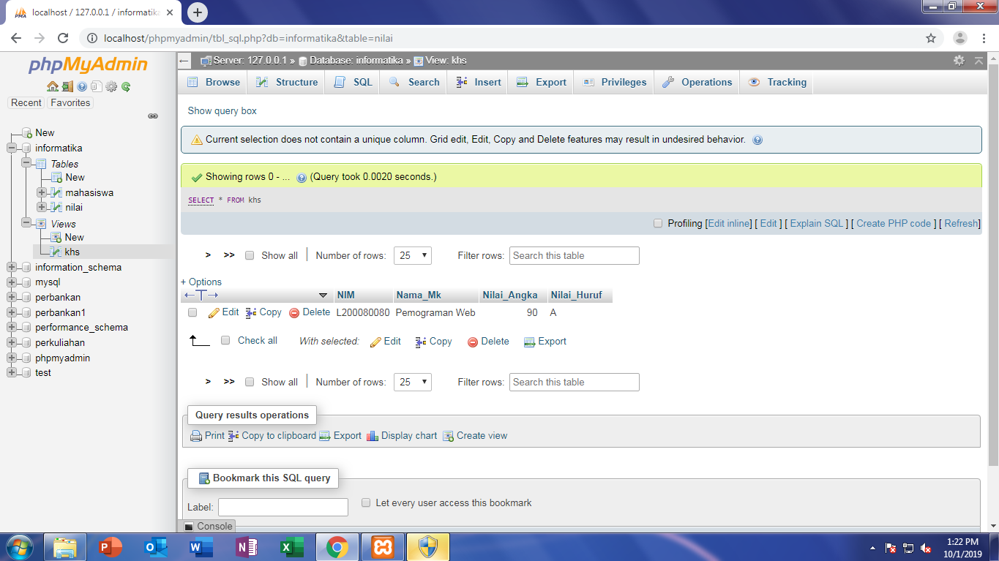 localhost / 127.0.0.1 / informatika
localhost/phpmyadmin/tbl_sql.php?db=informatika&table=nilai
phpMyAdmin
Recent Favorites
New
informatika
Tables
New
mahasiswa
nilai
Views
New
khs
information_schema
mysql
perbankan
perbankan1
performance_schema
perkuliahan
phpmyadmin
test
Server: 127.0.0.1 » Database: informatika » View: khs
Browse Structure SQL Search Insert Export Privileges Operations Tracking
Show query box
Current selection does not contain a unique column. Grid edit, Edit, Copy and Delete features may result in undesired behavior.
Showing rows 0 - ... (Query took 0.0020 seconds.)
SELECT * FROM khs
Profiling [Edit inline] [ Edit ] [ Explain SQL ] [ Create PHP code ] [ Refresh]
> >> Show all | Number of rows: 25 Filter rows: Search this table
+ Options
←T→ NIM Nama_Mk Nilai_Angka Nilai_Huruf
Edit Copy Delete L200080080 Pemograman Web 90 A
Check all With selected: Edit Copy Delete Export
> >> Show all | Number of rows: 25 Filter rows: Search this table
Query results operations
Print Copy to clipboard Export Display chart Create view
Bookmark this SQL query
Label: Let every user access this bookmark
Console
1:22 PM
10/1/2019